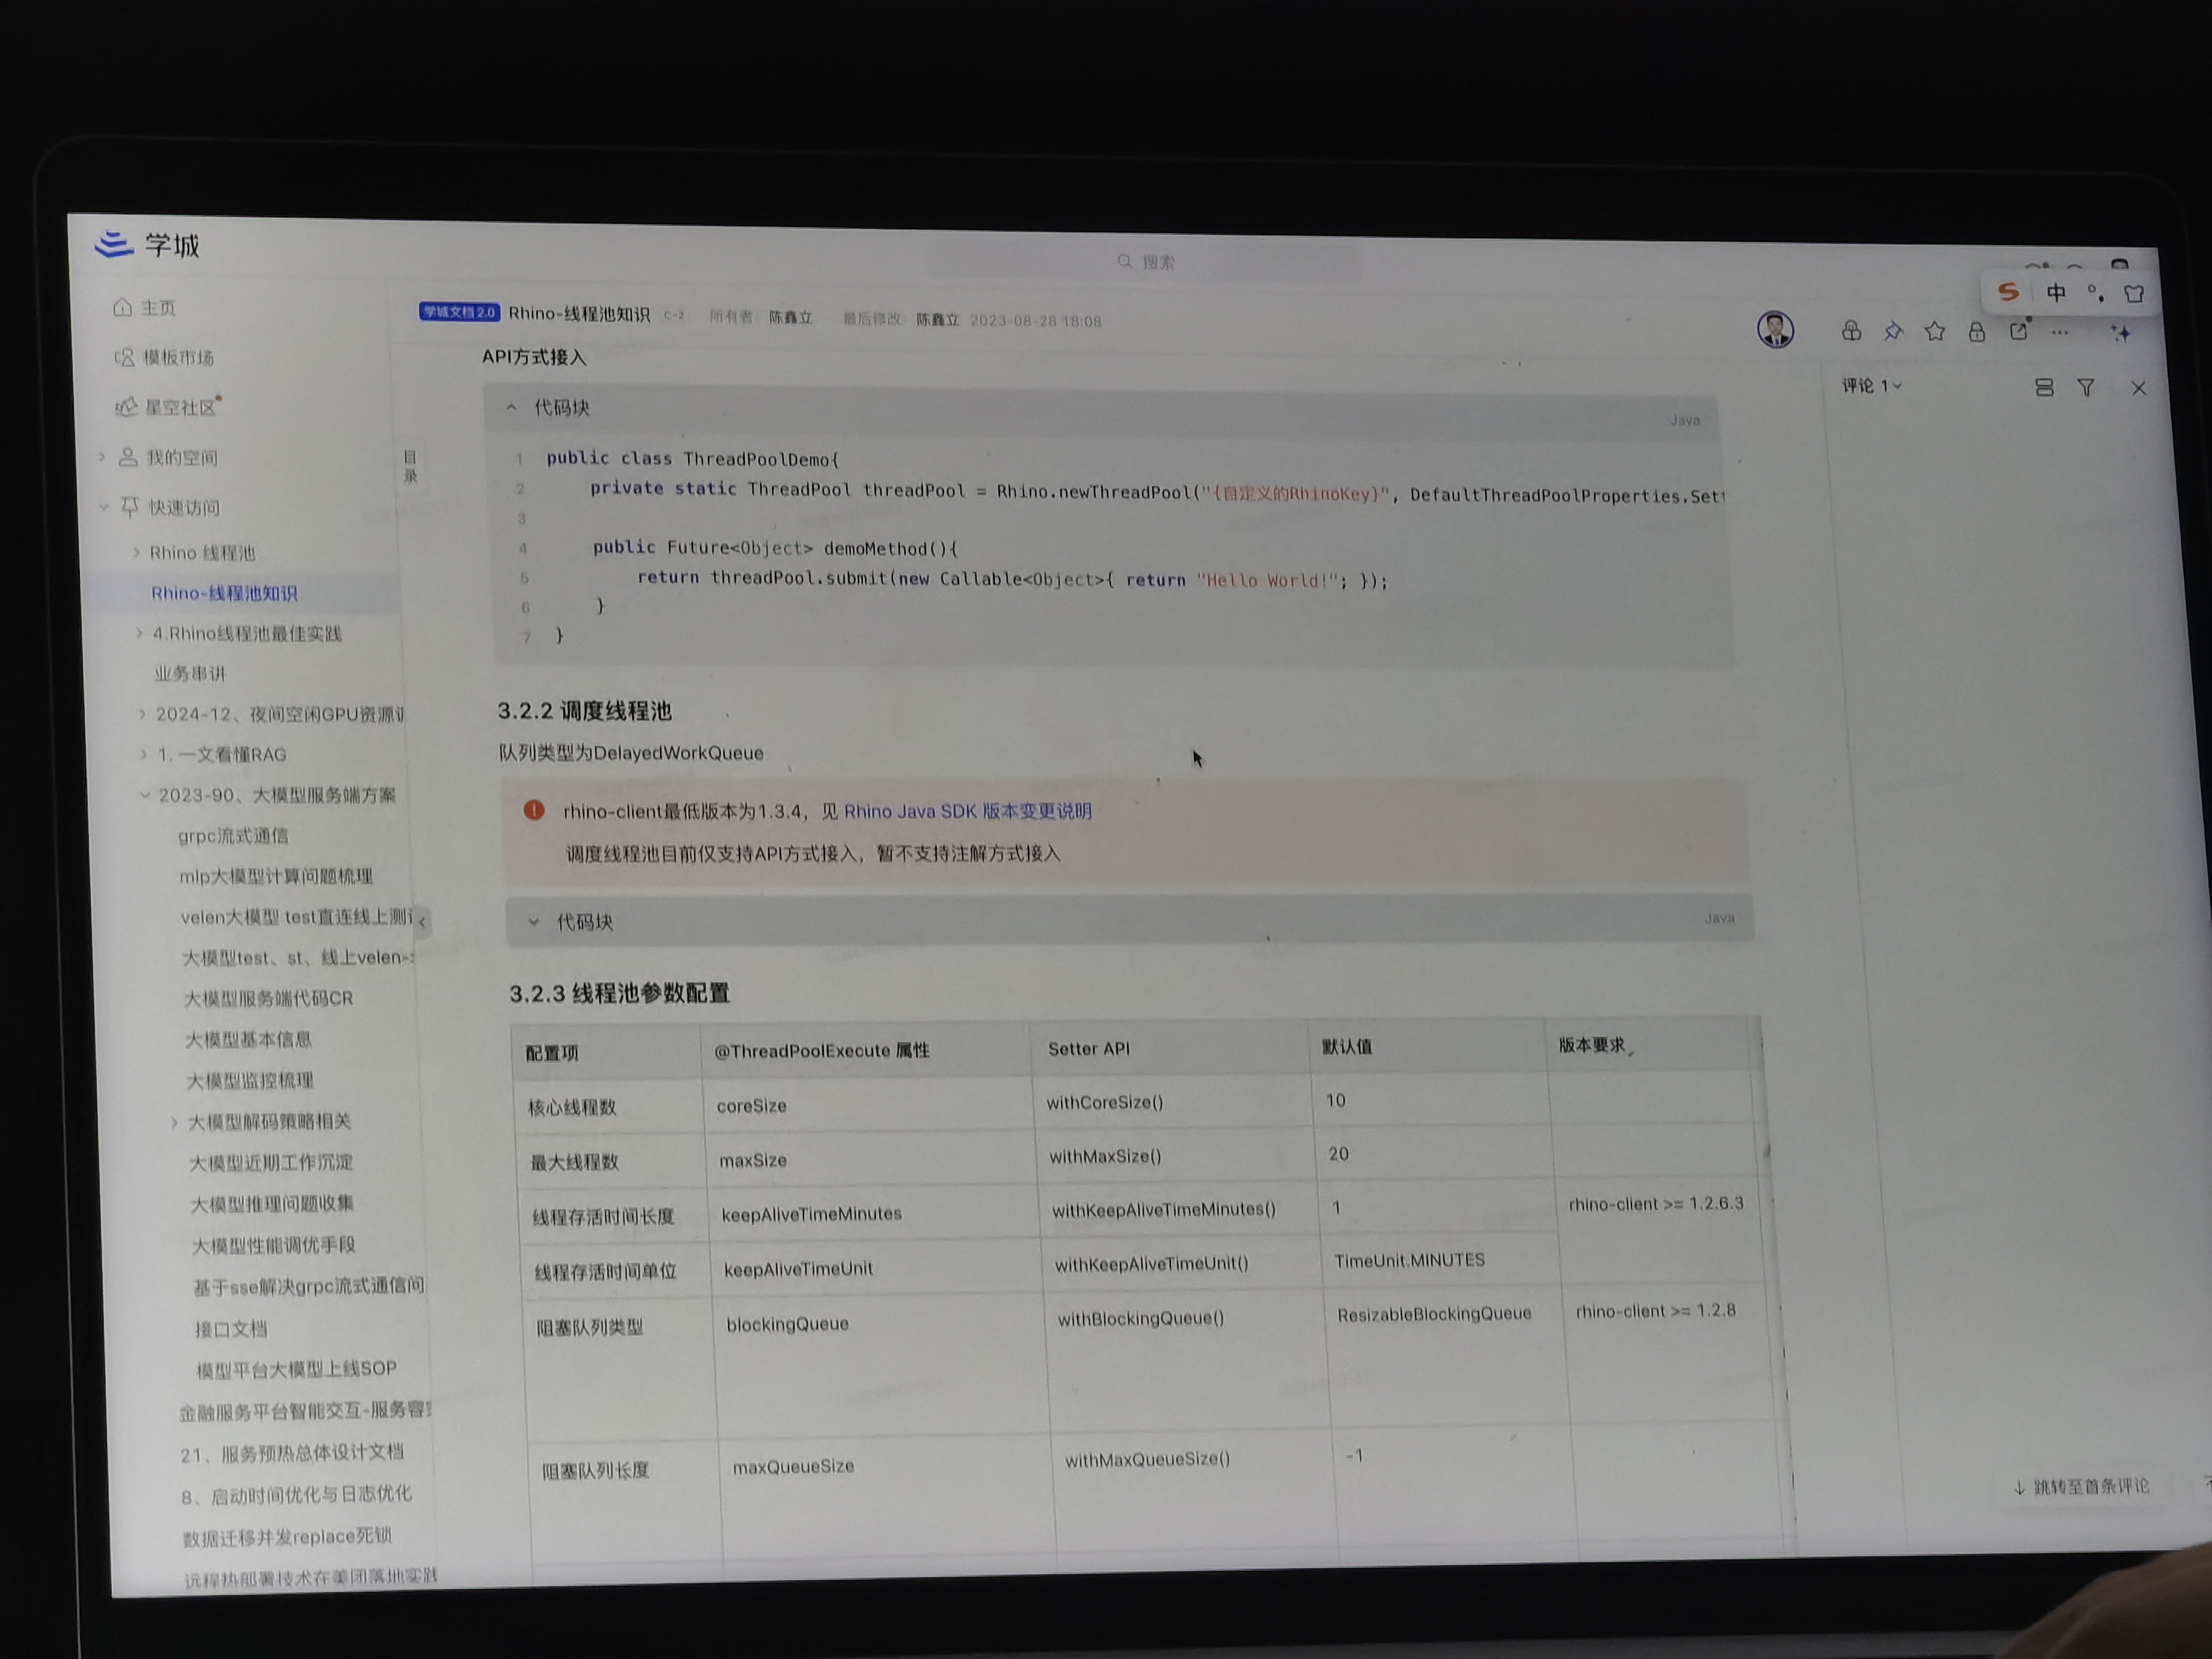 学城
搜索
中
主页
模板市场
星空社区
我的空间
快速访问
Rhino 线程池
Rhino-线程池知识
4.Rhino线程池最佳实践
业务串讲
2024-12、夜间空闲GPU资源
1. 一文看懂RAG
2023-90、大模型服务端方案
grpc流式通信
mlp大模型计算问题梳理
velen大模型 test直连线上测
大模型test、st、线上velen-
大模型服务端代码CR
大模型基本信息
大模型监控梳理
大模型解码策略相关
大模型近期工作沉淀
大模型推理问题收集
大模型性能调优手段
基于sse解决grpc流式通信问
接口文档
模型平台大模型上线SOP
金融服务平台智能交互-服务容
21、服务预热总体设计文档
8、启动时间优化与日志优化
数据迁移并发replace死锁
远程热部署技术在美团落地实践
目录
学城文档 2.0 Rhino-线程池知识 C-2 所有者: 陈鑫立 最后修改: 陈鑫立 2023-08-28 18:08
API方式接入
代码块 Java
1 public class ThreadPoolDemo{
2 private static ThreadPool threadPool = Rhino.newThreadPool("{自定义的RhinoKey}", DefaultThreadPoolProperties.Sett
3
4 public Future<Object> demoMethod(){
5 return threadPool.submit(new Callable<Object>{ return "Hello World!"; });
6 }
7 }
3.2.2 调度线程池
队列类型为DelayedWorkQueue
rhino-client最低版本为1.3.4，见 Rhino Java SDK 版本变更说明
调度线程池目前仅支持API方式接入，暂不支持注解方式接入
代码块 Java
3.2.3 线程池参数配置
配置项 @ThreadPoolExecute 属性 Setter API 默认值 版本要求
核心线程数 coreSize withCoreSize() 10
最大线程数 maxSize withMaxSize() 20
线程存活时间长度 keepAliveTimeMinutes withKeepAliveTimeMinutes() 1 rhino-client >= 1.2.6.3
线程存活时间单位 keepAliveTimeUnit withKeepAliveTimeUnit() TimeUnit.MINUTES
阻塞队列类型 blockingQueue withBlockingQueue() ResizableBlockingQueue rhino-client >= 1.2.8
阻塞队列长度 maxQueueSize withMaxQueueSize() -1
评论 1
跳转至首条评论